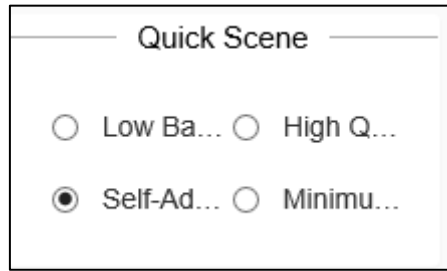 Quick Scene
Low Ba... High Q...
Self-Ad... Minimu...